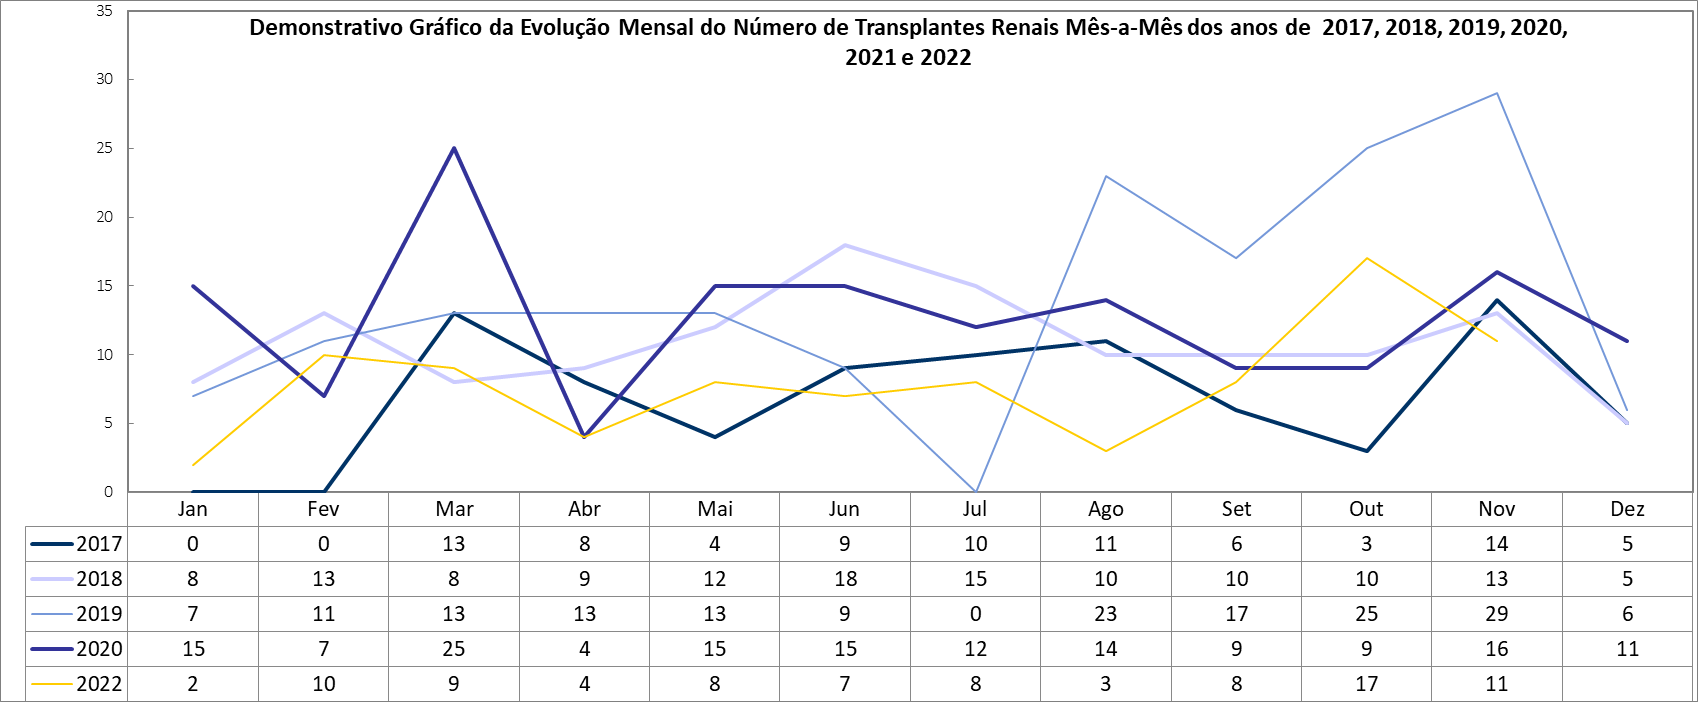 Demonstrativo Gráfico da Evolução Mensal do Número de Transplantes Renais Mês-a-Mês dos anos de 2017, 2018, 2019, 2020,
2021 e 2022
35
30
25
20
15
10
5
0
Jan Fev Mar Abr Mai Jun Jul Ago Set Out Nov Dez
2017 0 0 13 8 4 9 10 11 6 3 14 5
2018 8 13 8 9 12 18 15 10 10 10 13 5
2019 7 11 13 13 13 9 0 23 17 25 29 6
2020 15 7 25 4 15 15 12 14 9 9 16 11
2022 2 10 9 4 8 7 8 3 8 17 11